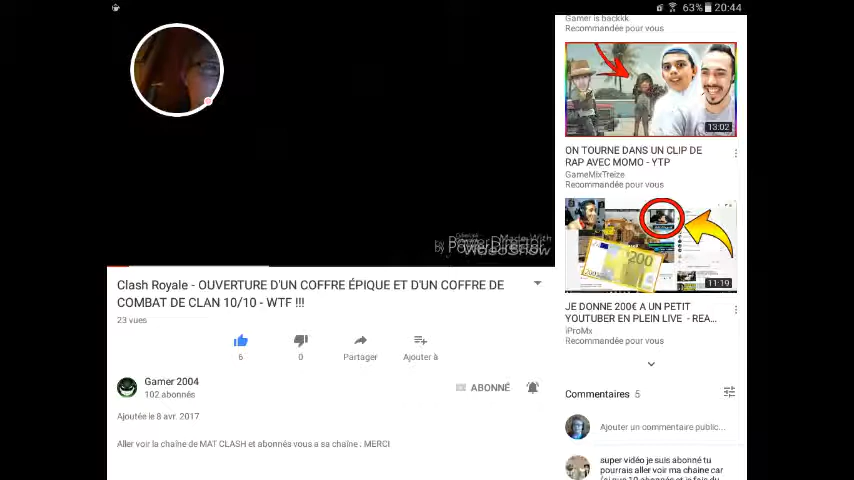 63% 20:44
Gamer is backkk
Recommandée pour vous
13:02
ON TOURNE DANS UN CLIP DE
RAP AVEC MOMO - YTP
GameMixTreize
Recommandée pour vous
200
11:19
JE DONNE 200€ A UN PETIT
YOUTUBER EN PLEIN LIVE - REA...
iProMx
Recommandée pour vous
by PowerDirector
Made With
VideoShow
Clash Royale - OUVERTURE D'UN COFFRE ÉPIQUE ET D'UN COFFRE DE
COMBAT DE CLAN 10/10 - WTF !!!
23 vues
6 0 Partager Ajouter à
Gamer 2004
102 abonnés
ABONNÉ
Ajoutée le 8 avr. 2017
Aller voir la chaîne de MAT CLASH et abonnés vous a sa chaîne . MERCI
Commentaires 5
Ajouter un commentaire public...
super vidéo je suis abonné tu
pourrais aller voir ma chaine car